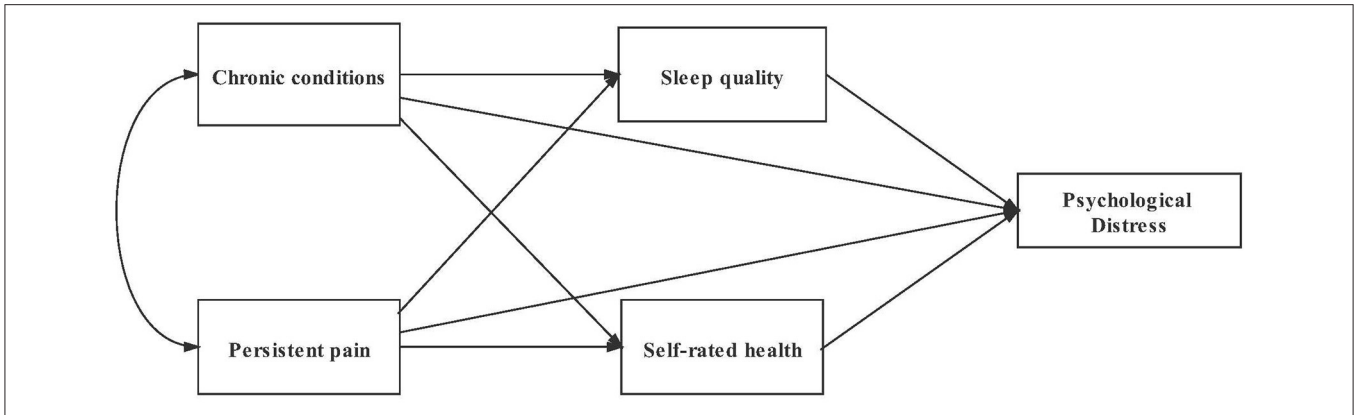 Chronic conditions
Sleep quality
Psychological
Distress
Persistent pain
Self-rated health